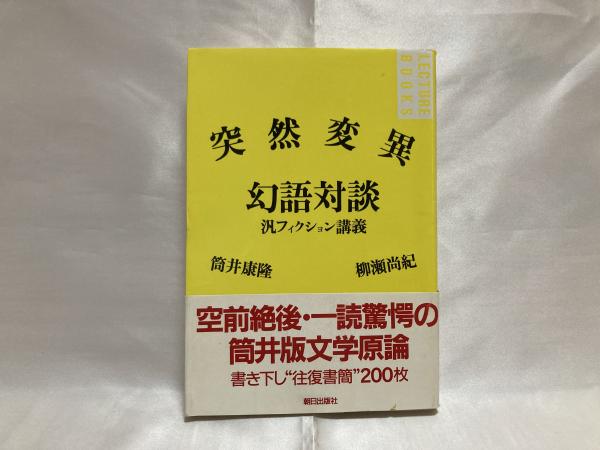 LECTURE
BOOKS
突然変異
幻語対談
汎フィクション講義
筒井康隆
柳瀬尚紀
空前絶後・一読驚愕の
筒井版文学原論
書き下し“往復書簡”200枚
朝日出版社